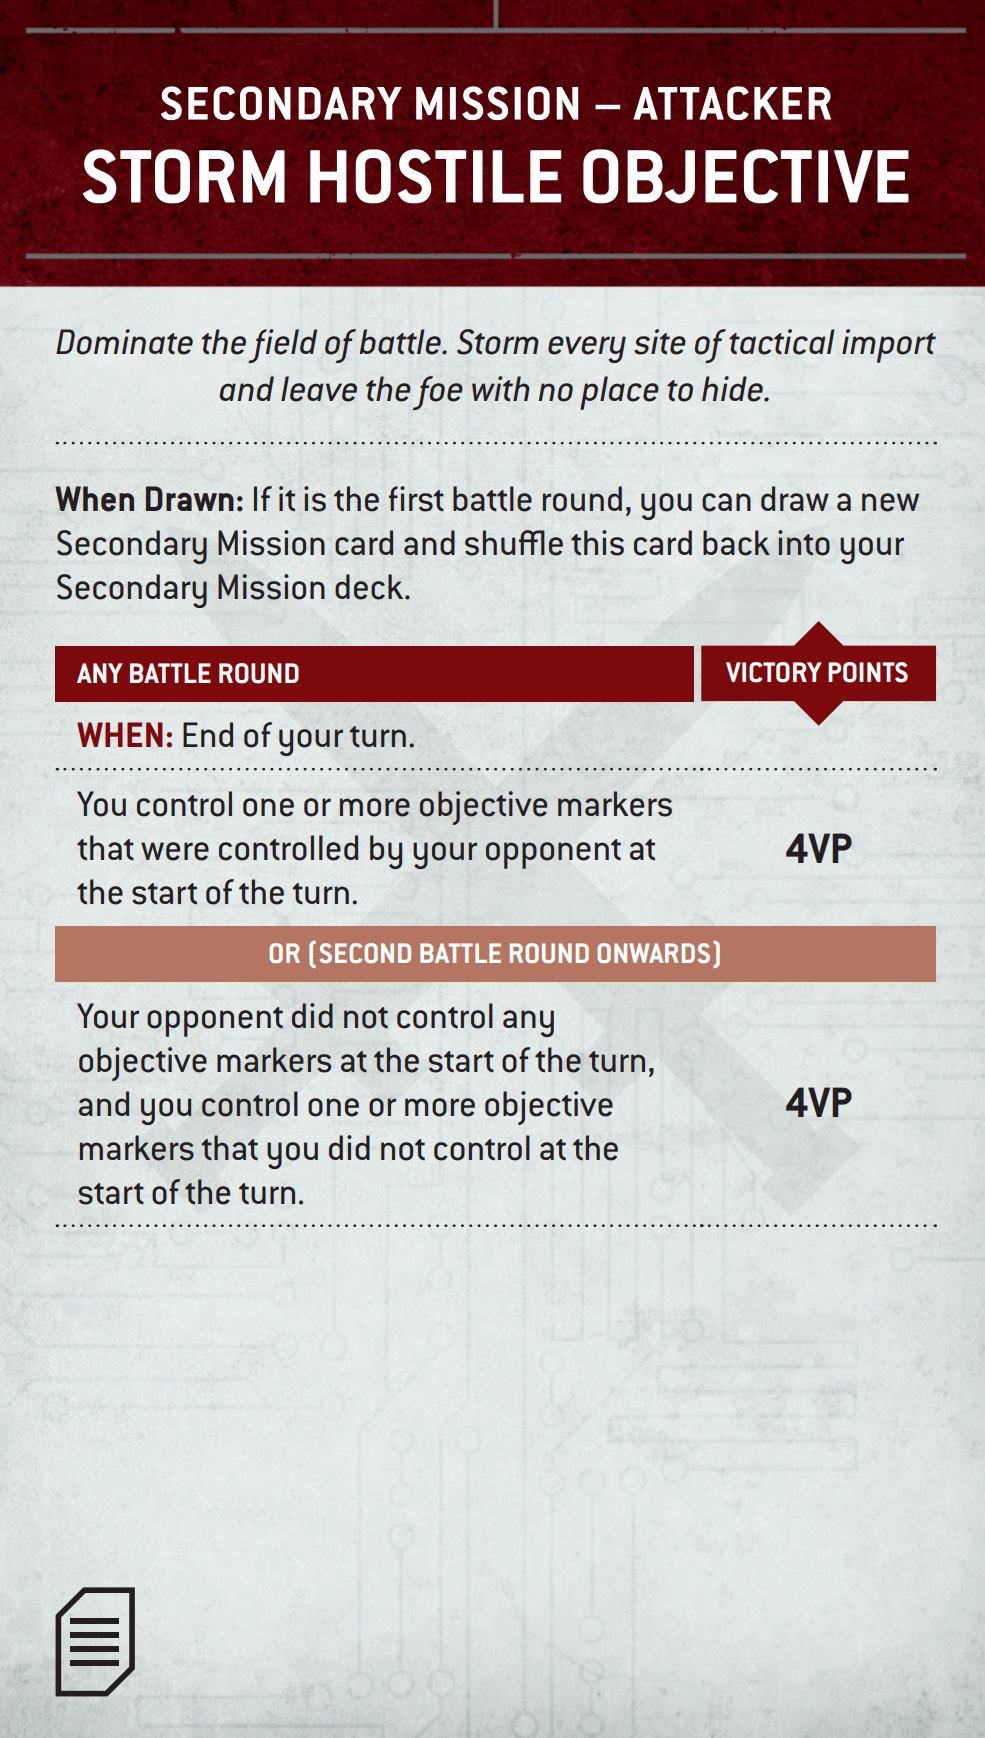 SECONDARY MISSION – ATTACKER
STORM HOSTILE OBJECTIVE
Dominate the field of battle. Storm every site of tactical import
and leave the foe with no place to hide.
When Drawn: If it is the first battle round, you can draw a new
Secondary Mission card and shuffle this card back into your
Secondary Mission deck.
ANY BATTLE ROUND
VICTORY POINTS
WHEN: End of your turn.
You control one or more objective markers
that were controlled by your opponent at
the start of the turn.
4VP
OR (SECOND BATTLE ROUND ONWARDS)
Your opponent did not control any
objective markers at the start of the turn,
and you control one or more objective
markers that you did not control at the
start of the turn.
4VP